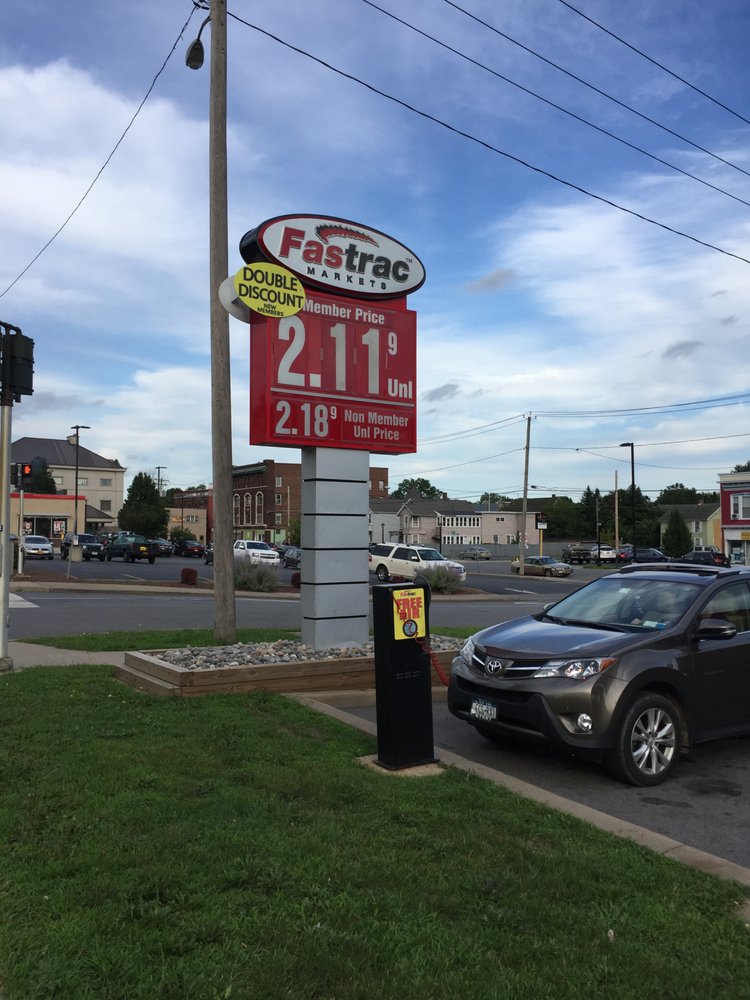 Fastrac™
MARKETS
DOUBLE
DISCOUNT
NEW
MEMBERS
Member Price
2.11⁹ Unl
2.18⁹ Non Member
Unl Price
Fastrac
FREE
AIR